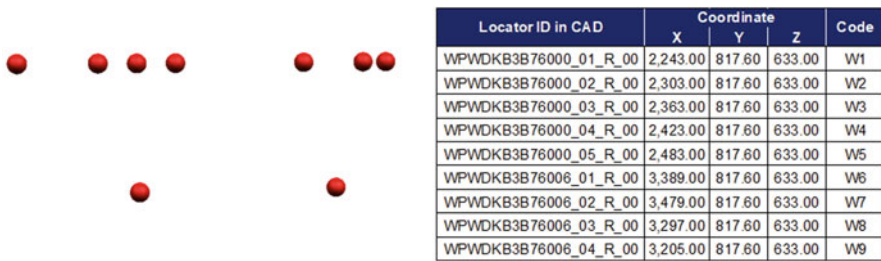 Locator ID in CAD Coordinate Code
X Y Z
WPWDKB3B76000_01_R_00 2,243.00 817.60 633.00 W1
WPWDKB3B76000_02_R_00 2,303.00 817.60 633.00 W2
WPWDKB3B76000_03_R_00 2,363.00 817.60 633.00 W3
WPWDKB3B76000_04_R_00 2,423.00 817.60 633.00 W4
WPWDKB3B76000_05_R_00 2,483.00 817.60 633.00 W5
WPWDKB3B76006_01_R_00 3,389.00 817.60 633.00 W6
WPWDKB3B76006_02_R_00 3,479.00 817.60 633.00 W7
WPWDKB3B76006_03_R_00 3,297.00 817.60 633.00 W8
WPWDKB3B76006_04_R_00 3,205.00 817.60 633.00 W9